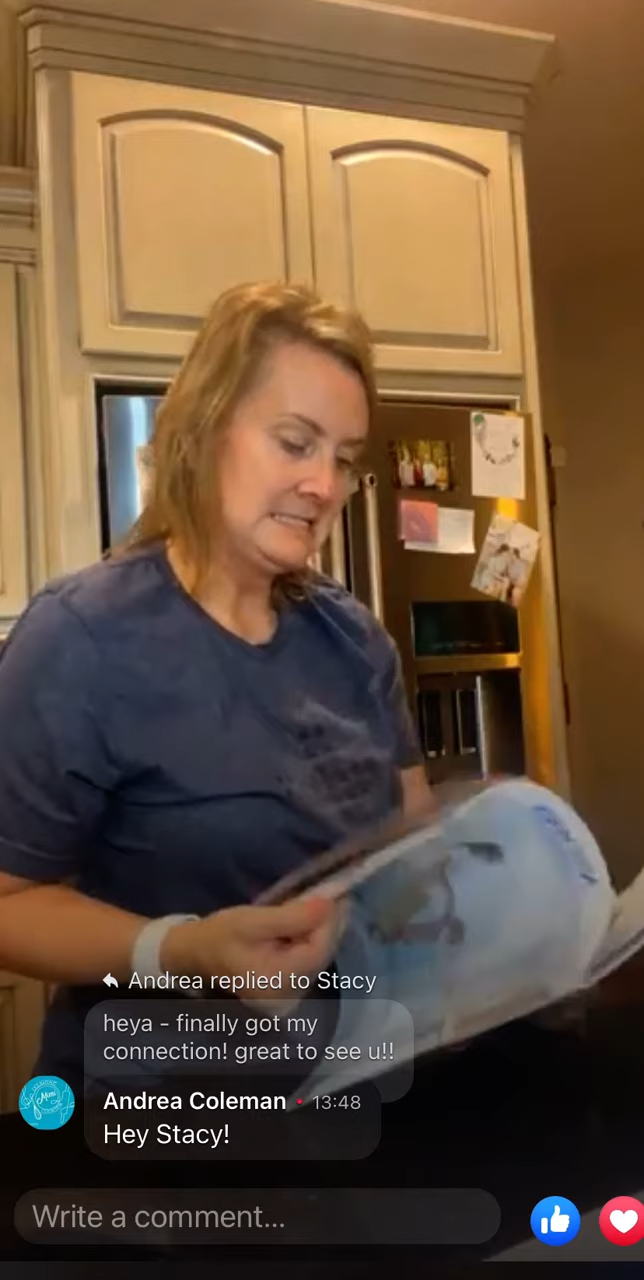 Andrea replied to Stacy
heya - finally got my
connection! great to see u!!
Andrea Coleman • 13:48
Hey Stacy!
Write a comment...